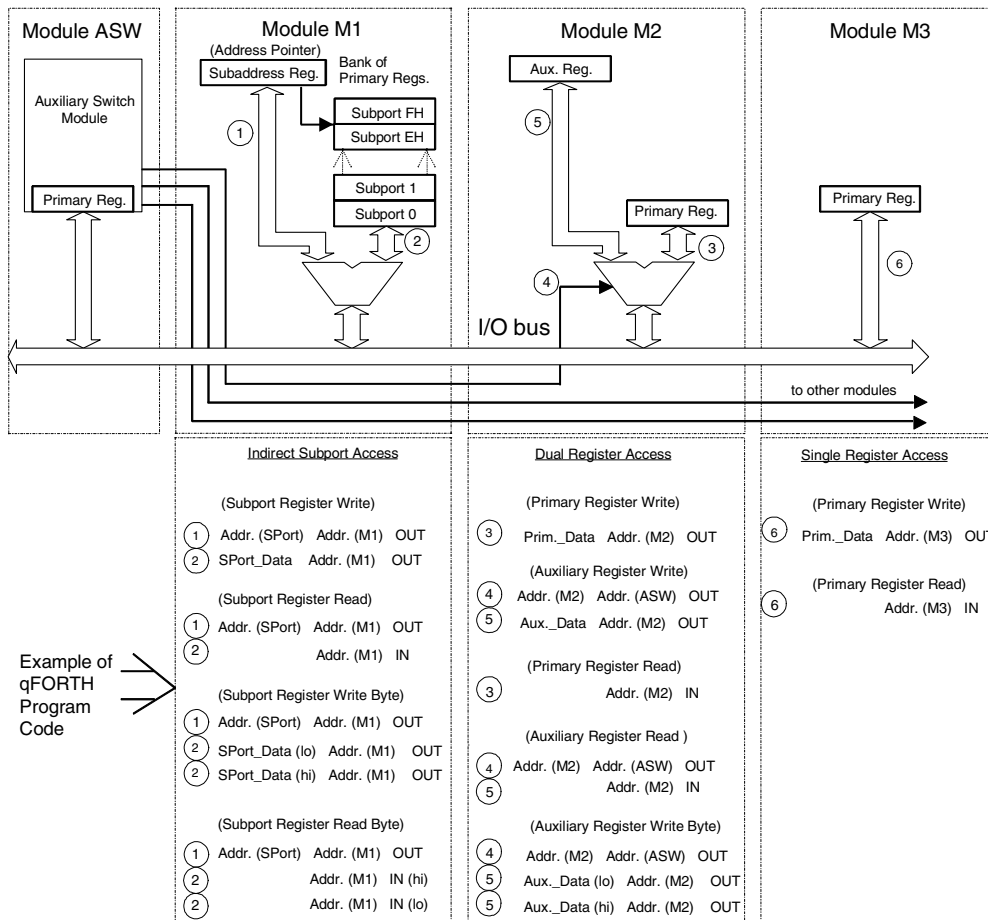 Module ASW
Auxiliary Switch
Module
Primary Reg.
Module M1
(Address Pointer)
Subaddress Reg.
Bank of
Primary Regs.
Subport FH
Subport EH
Subport 1
Subport 0
1
2
Module M2
Aux. Reg.
5
Primary Reg.
3
4
I/O bus
Module M3
Primary Reg.
6
to other modules
Example of
qFORTH
Program
Code
Indirect Subport Access
(Subport Register Write)
1 Addr. (SPort) Addr. (M1) OUT
2 SPort_Data Addr. (M1) OUT
(Subport Register Read)
1 Addr. (SPort) Addr. (M1) OUT
2 Addr. (M1) IN
(Subport Register Write Byte)
1 Addr. (SPort) Addr. (M1) OUT
2 SPort_Data (lo) Addr. (M1) OUT
2 SPort_Data (hi) Addr. (M1) OUT
(Subport Register Read Byte)
1 Addr. (SPort) Addr. (M1) OUT
2 Addr. (M1) IN (hi)
2 Addr. (M1) IN (lo)
Dual Register Access
(Primary Register Write)
3 Prim._Data Addr. (M2) OUT
(Auxiliary Register Write)
4 Addr. (M2) Addr. (ASW) OUT
5 Aux._Data Addr. (M2) OUT
(Primary Register Read)
3 Addr. (M2) IN
(Auxiliary Register Read )
4 Addr. (M2) Addr. (ASW) OUT
5 Addr. (M2) IN
(Auxiliary Register Write Byte)
4 Addr. (M2) Addr. (ASW) OUT
5 Aux._Data (lo) Addr. (M2) OUT
5 Aux._Data (hi) Addr. (M2) OUT
Single Register Access
(Primary Register Write)
6 Prim._Data Addr. (M3) OUT
(Primary Register Read)
6 Addr. (M3) IN